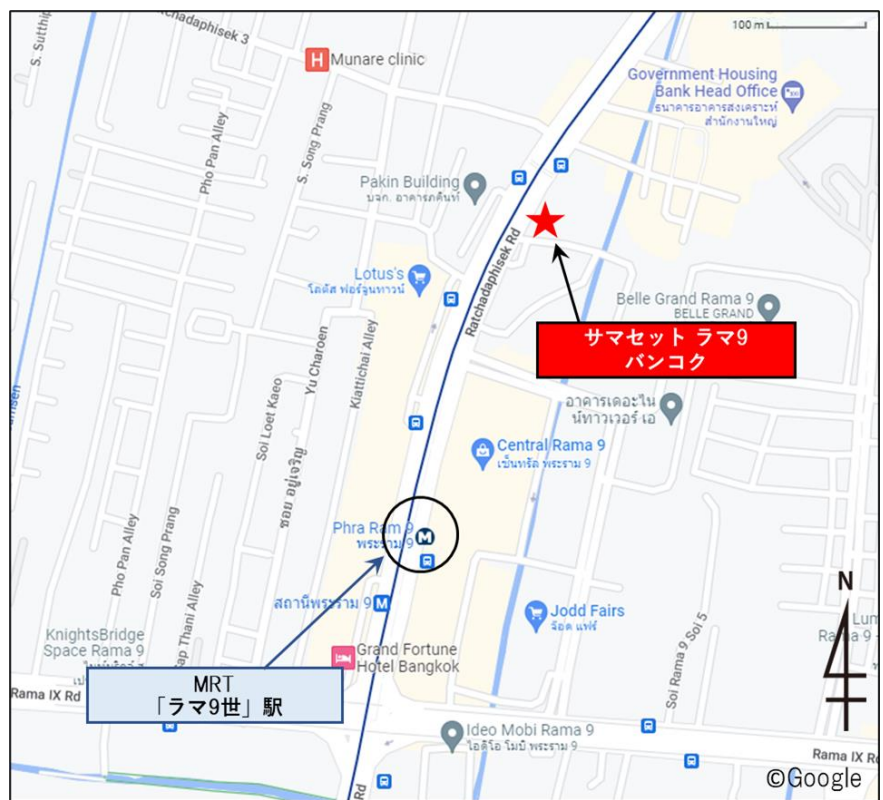 100 m
Ratchadaphisek 3
S. Sutthip
Munare clinic
Government Housing
Bank Head Office
ธนาคารอาคารสงเคราะห์
สำนักงานใหญ่
Pho Pan Alley
S. Song Prang
Pakin Building
บจก. อาคารภคินท์
Ratchadaphisek Rd
Lotus's
โลตัส ฟอร์จูนทาวน์
Belle Grand Rama 9
BELLE GRAND
サマセット ラマ9
バンコク
Kiattichai Alley
Yu Charoen
Soi Loet Kaeo
ซอย อยู่เจริญ
อาคารเดอะไน
น์ทาวเวอร์ เอ
Central Rama 9
เซ็นทรัล พระราม 9
Phra Ram 9
พระราม 9
Pho Pan Alley
Soi Song Prang
สถานีพระราม 9
Jodd Fairs
จ๊อด แฟร์
Soi Rama 9 Soi 5
N
KnightsBridge
Space Rama 9
Grand Fortune
Hotel Bangkok
MRT
「ラマ9世」駅
Rama IX Rd
Ideo Mobi Rama 9
ไอดีโอ โมบิ พระราม 9
Rama IX Rd
Rd
©Google